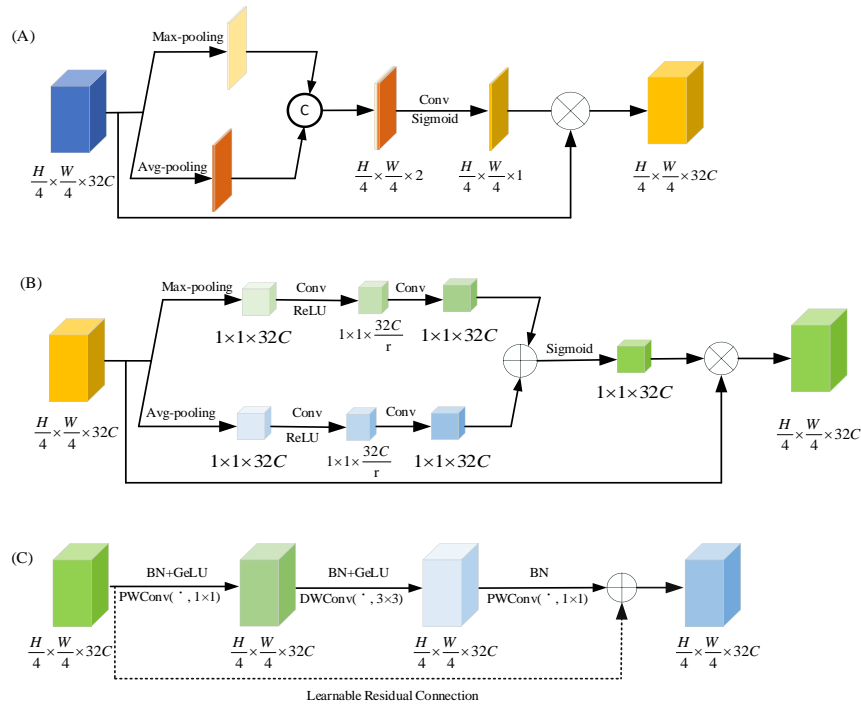 (A)
Max-pooling
C
Conv
Sigmoid
Avg-pooling
H/4 × W/4 × 32C
H/4 × W/4 × 2
H/4 × W/4 × 1
H/4 × W/4 × 32C
(B)
Max-pooling
Conv
ReLU
Conv
1×1×32C
1×1×32C/r
1×1×32C
Sigmoid
1×1×32C
Avg-pooling
Conv
ReLU
Conv
1×1×32C
1×1×32C/r
1×1×32C
H/4 × W/4 × 32C
H/4 × W/4 × 32C
(C)
BN+GeLU
PWConv( ˙ , 1×1)
BN+GeLU
DWConv( ˙ , 3×3)
BN
PWConv( ˙ , 1×1)
H/4 × W/4 × 32C
H/4 × W/4 × 32C
H/4 × W/4 × 32C
H/4 × W/4 × 32C
Learnable Residual Connection